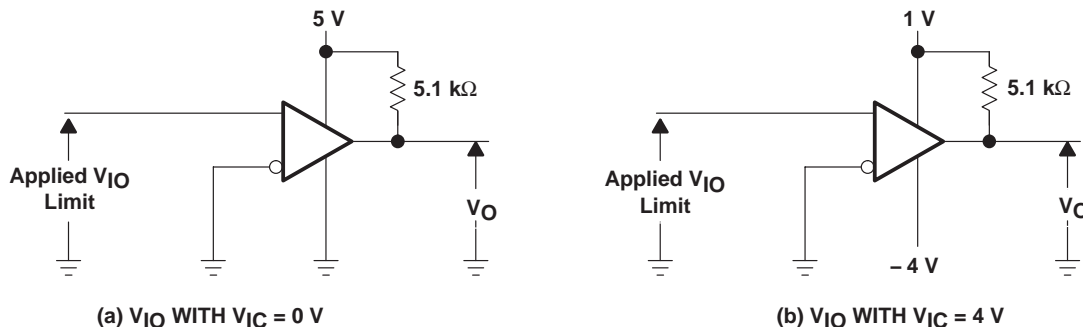 5 V
5.1 kΩ
Applied VIO
Limit
VO
(a) VIO WITH VIC = 0 V
1 V
5.1 kΩ
Applied VIO
Limit
VO
– 4 V
(b) VIO WITH VIC = 4 V